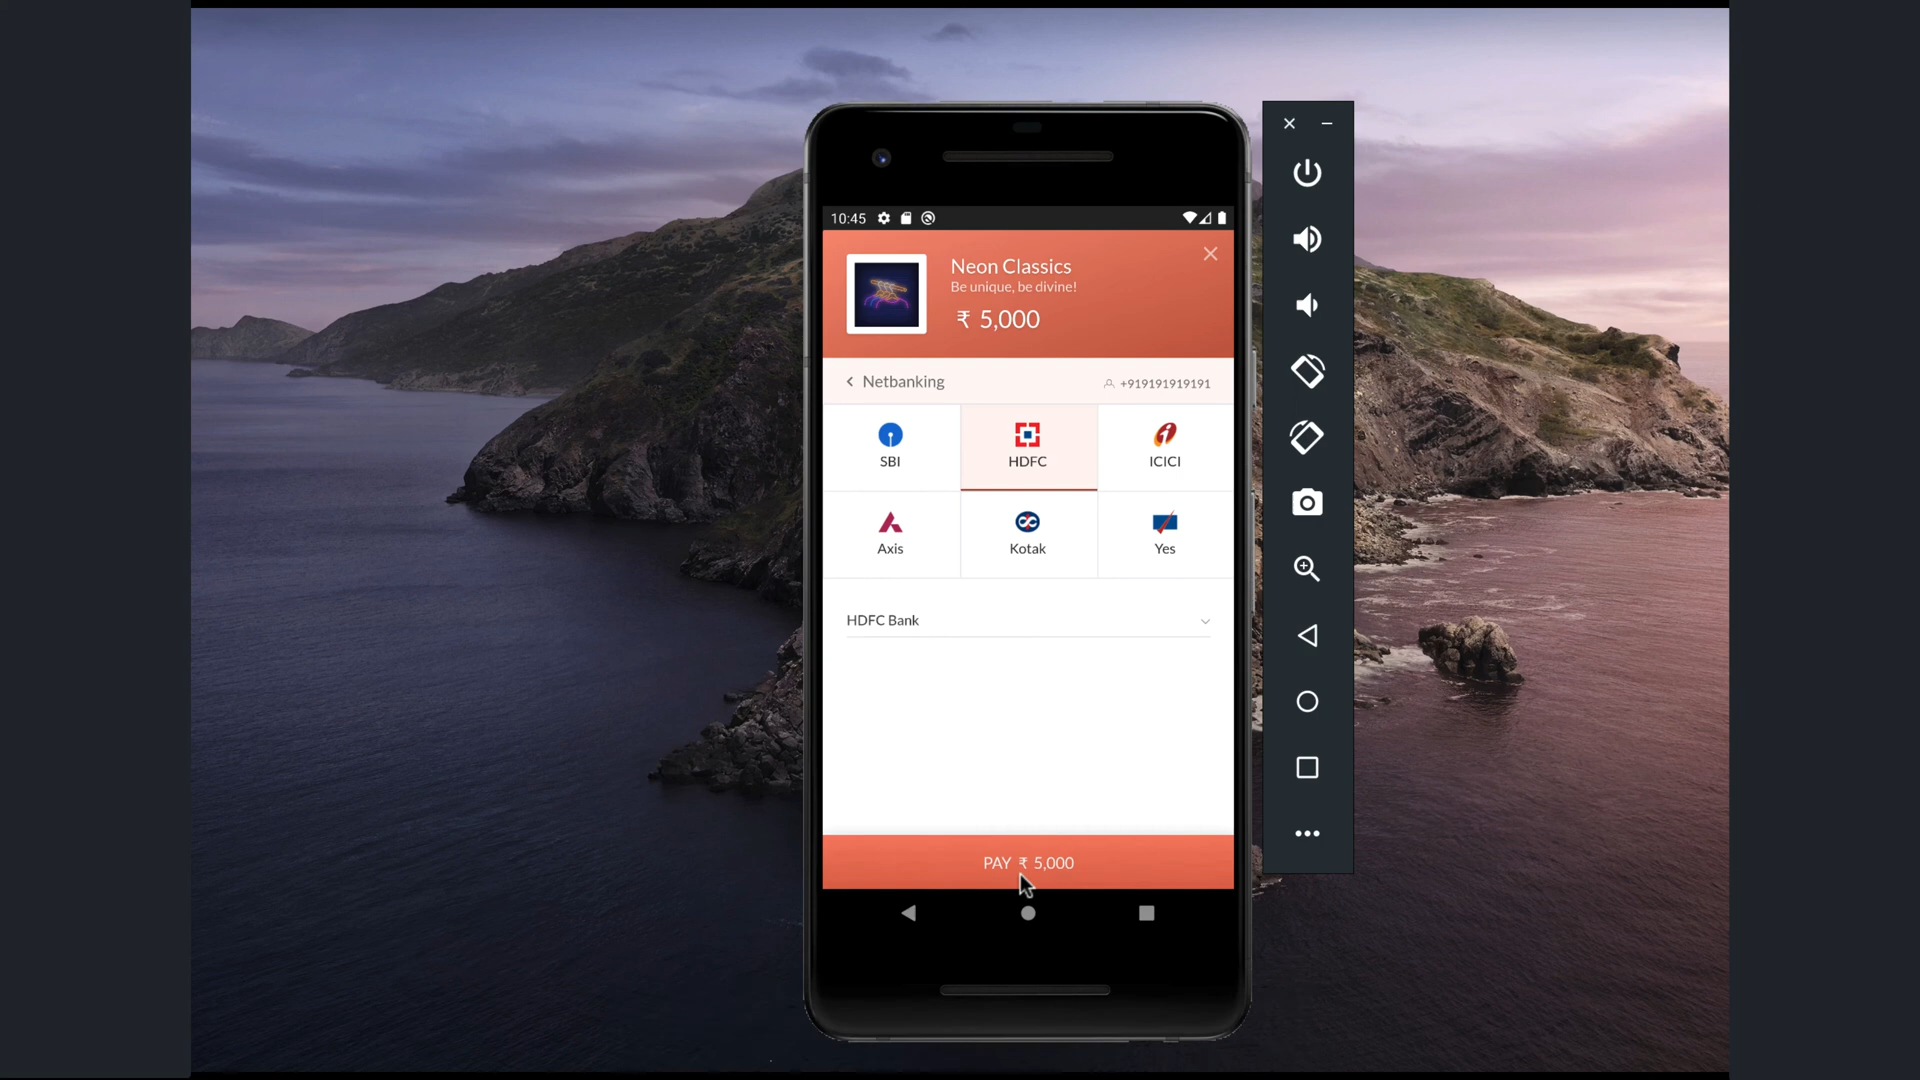 10:45
Neon Classics
Be unique, be divine!
₹ 5,000
Netbanking
+919191919191
SBI
HDFC
ICICI
Axis
Kotak
Yes
HDFC Bank
PAY ₹ 5,000